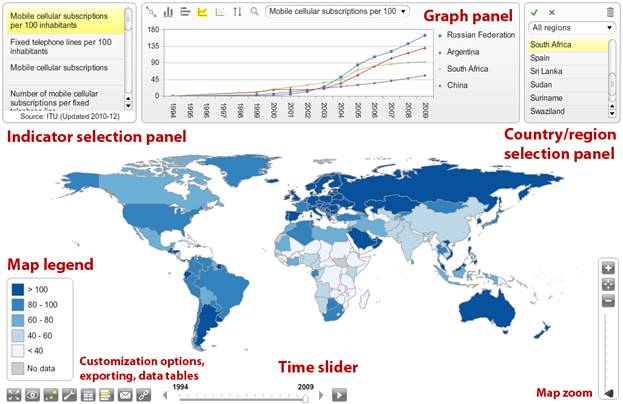 Mobile cellular subscriptions
per 100 inhabitants
Fixed telephone lines per 100
inhabitants
Mobile cellular subscriptions
Number of mobile cellular
subscriptions per fixed
Source: ITU (Updated 2010-12)
Indicator selection panel
Mobile cellular subscriptions per 100
Graph panel
180
135
90
45
0
1994
1995
1996
1997
1998
1999
2000
2001
2002
2003
2004
2005
2006
2007
2008
2009
Russian Federation
Argentina
South Africa
China
All regions
South Africa
Spain
Sri Lanka
Sudan
Suriname
Swaziland
Country/region
selection panel
Map legend
> 100
80 - 100
60 - 80
40 - 60
< 40
No data
Customization options,
exporting, data tables
Time slider
1994
2009
Map zoom